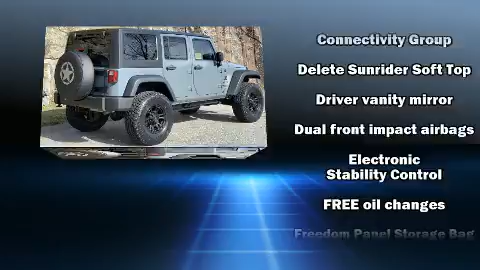 Connectivity Group
Delete Sunrider Soft Top
Driver vanity mirror
Dual front impact airbags
Electronic
Stability Control
FREE oil changes
Freedom Panel Storage Bag